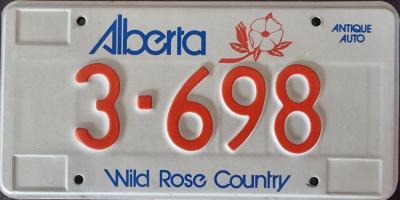 Alberta
ANTIQUE
AUTO
3-698
Wild Rose Country